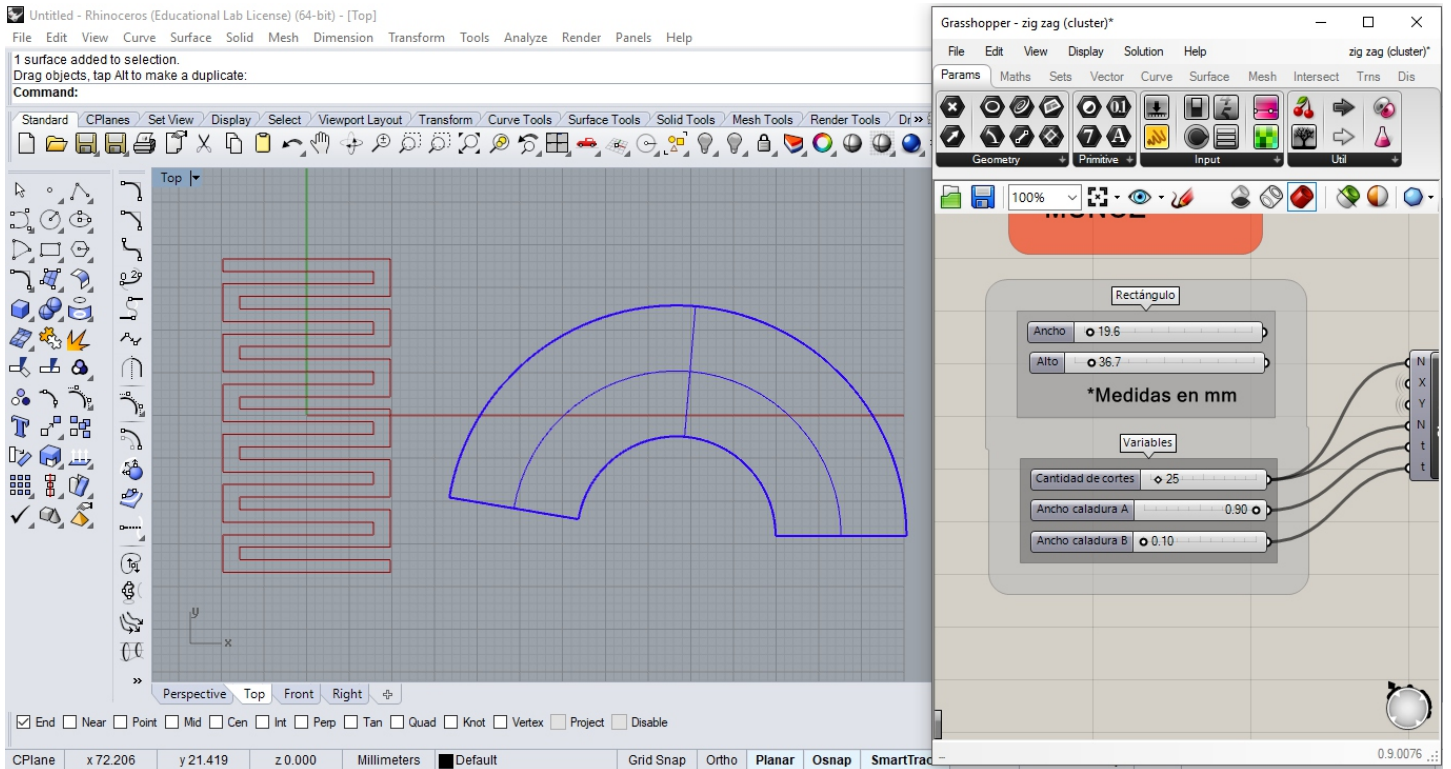 Untitled - Rhinoceros (Educational Lab License) (64-bit) - [Top]
File Edit View Curve Surface Solid Mesh Dimension Transform Tools Analyze Render Panels Help
1 surface added to selection.
Drag objects, tap Alt to make a duplicate:
Command:
Standard CPlanes Set View Display Select Viewport Layout Transform Curve Tools Surface Tools Solid Tools Mesh Tools Render Tools Dr
Top
y
x
Perspective Top Front Right
End Near Point Mid Cen Int Perp Tan Quad Knot Vertex Project Disable
CPlane x 72.206 y 21.419 z 0.000 Millimeters Default Grid Snap Ortho Planar Osnap SmartTrac
Grasshopper - zig zag (cluster)*
File Edit View Display Solution Help zig zag (cluster)*
Params Maths Sets Vector Curve Surface Mesh Intersect Trns Dis
Geometry Primitive Input Util
100%
Rectángulo
Ancho 19.6
Alto 36.7
*Medidas en mm
Variables
Cantidad de cortes 25
Ancho caladura A 0.90
Ancho caladura B 0.10
N
X
Y
N
t
t
0.9.0076